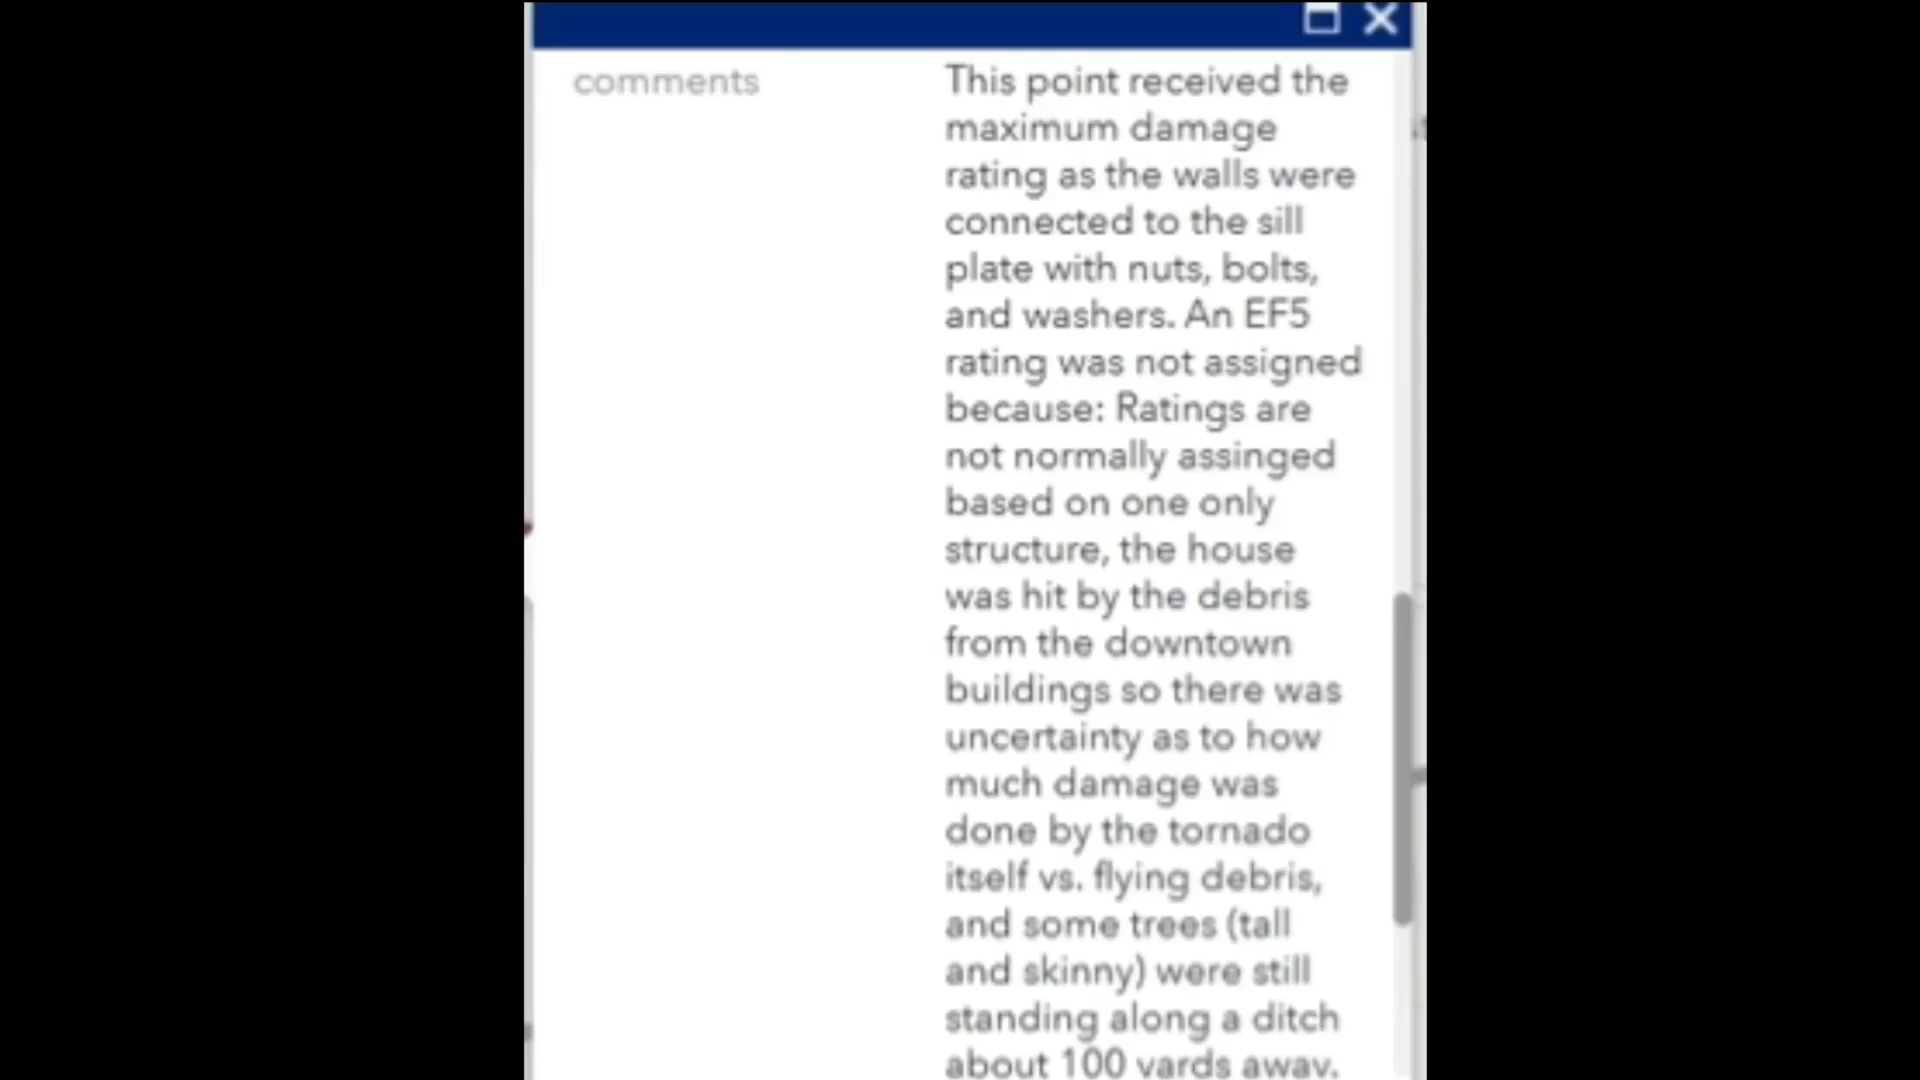 comments
This point received the
maximum damage
rating as the walls were
connected to the sill
plate with nuts, bolts,
and washers. An EF5
rating was not assigned
because: Ratings are
not normally assinged
based on one only
structure, the house
was hit by the debris
from the downtown
buildings so there was
uncertainty as to how
much damage was
done by the tornado
itself vs. flying debris,
and some trees (tall
and skinny) were still
standing along a ditch
about 100 yards away.